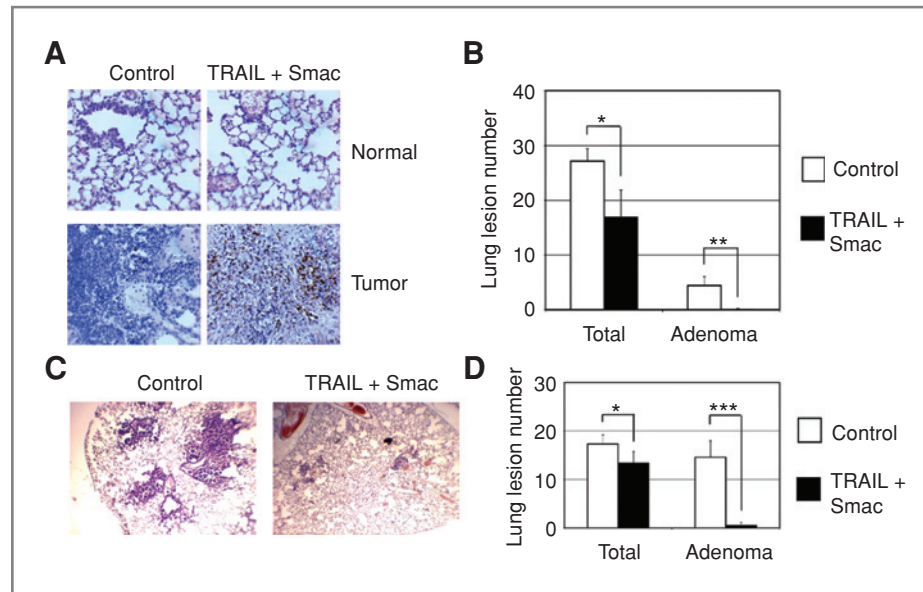 A
Control TRAIL + Smac
Normal
Tumor
B
Lung lesion number
40
30
20
10
0
*
**
Total Adenoma
Control
TRAIL +
Smac
C
Control TRAIL + Smac
D
Lung lesion number
30
20
10
0
*
***
Total Adenoma
Control
TRAIL +
Smac